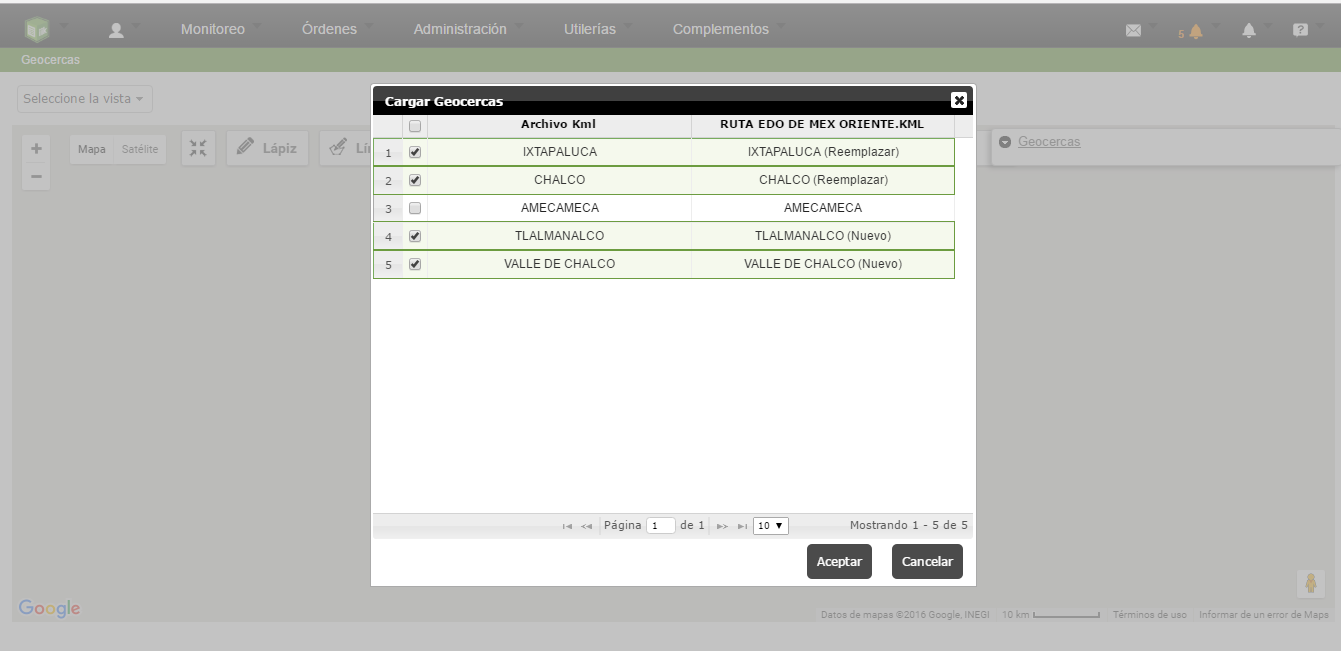 Monitoreo Órdenes Administración Utilerías Complementos 5
Geocercas
Seleccione la vista
Cargar Geocercas
Mapa Satélite Lápiz Lí
Geocercas
Archivo Kml RUTA EDO DE MEX ORIENTE.KML
1 IXTAPALUCA IXTAPALUCA (Reemplazar)
2 CHALCO CHALCO (Reemplazar)
3 AMECAMECA AMECAMECA
4 TLALMANALCO TLALMANALCO (Nuevo)
5 VALLE DE CHALCO VALLE DE CHALCO (Nuevo)
Página 1 de 1 10 Mostrando 1 - 5 de 5
Aceptar Cancelar
Google
Datos de mapas ©2016 Google, INEGI 10 km Términos de uso Informar de un error de Maps